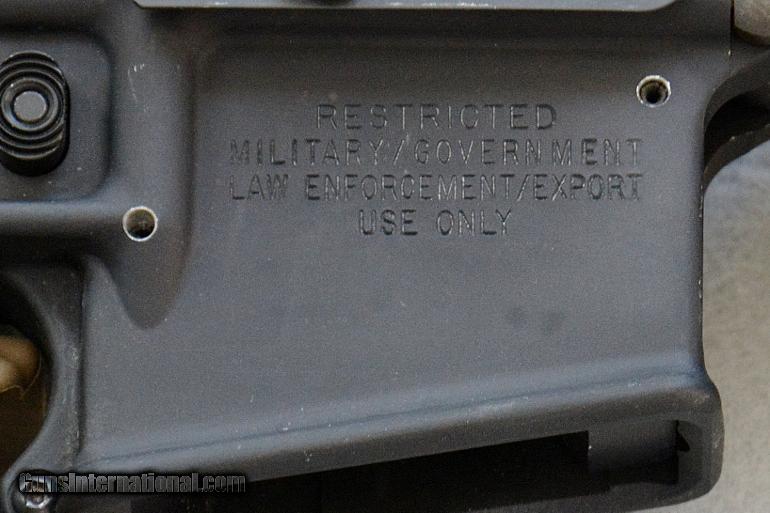 RESTRICTED
MILITARY/GOVERNMENT
LAW ENFORCEMENT/EXPORT
USE ONLY
GunsInternational.com